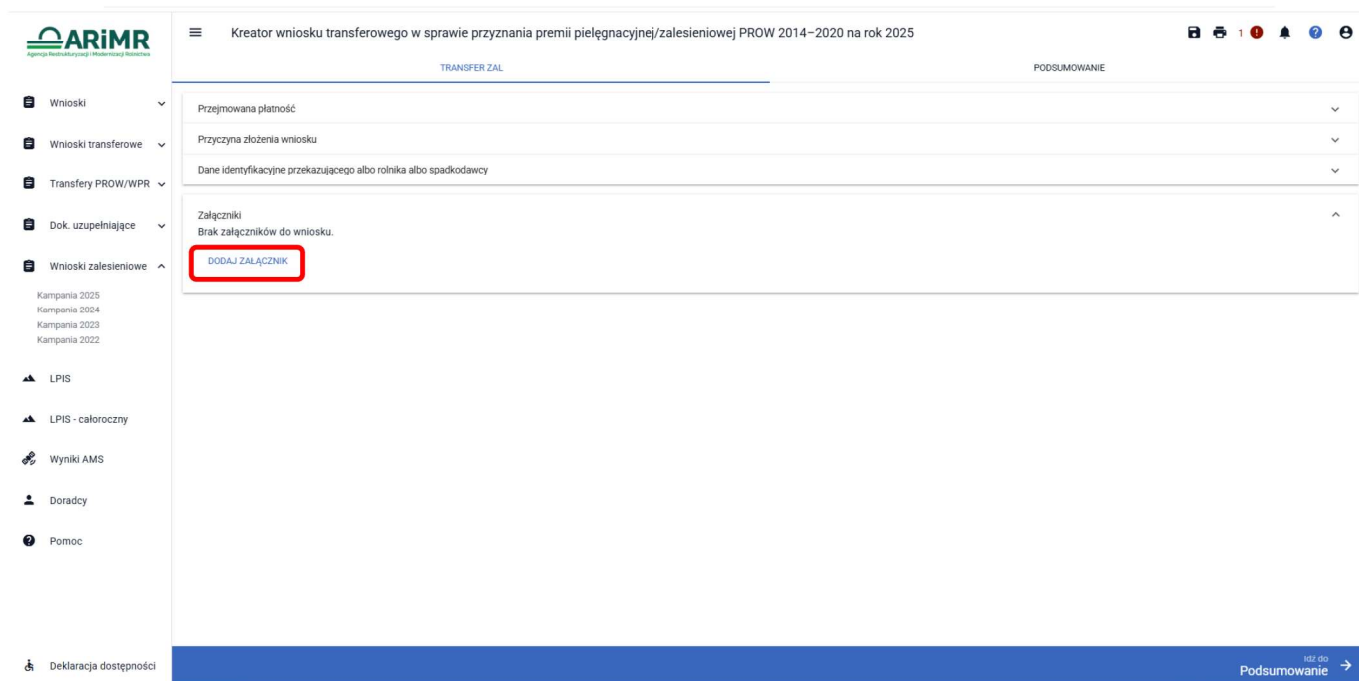 ARiMR
Agencja Restrukturyzacji i Modernizacji Rolnictwa
Kreator wniosku transferowego w sprawie przyznania premii pielęgnacyjnej/zalesieniowej PROW 2014–2020 na rok 2025
1
TRANSFER ZAL
PODSUMOWANIE
Wnioski
Wnioski transferowe
Transfery PROW/WPR
Dok. uzupełniające
Wnioski zalesieniowe
Kampania 2025
Kampania 2024
Kampania 2023
Kampania 2022
LPIS
LPIS - całoroczny
Wyniki AMS
Doradcy
Pomoc
Deklaracja dostępności
Przejmowana płatność
Przyczyna złożenia wniosku
Dane identyfikacyjne przekazującego albo rolnika albo spadkodawcy
Załączniki
Brak załączników do wniosku.
DODAJ ZAŁĄCZNIK
Idź do
Podsumowanie